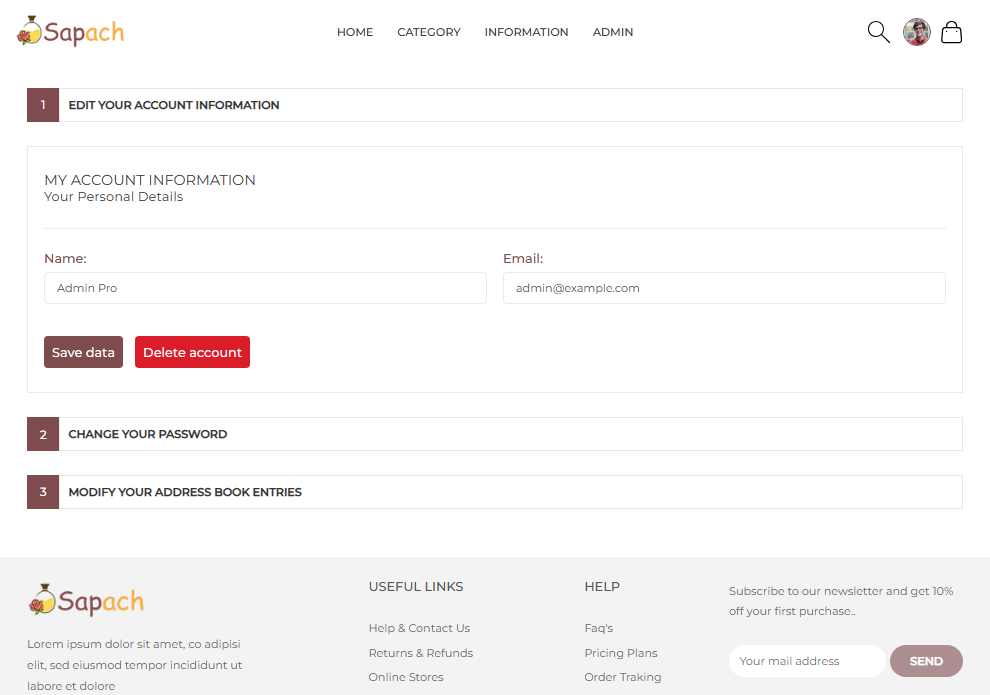 Sapach
HOME CATEGORY INFORMATION ADMIN
1 EDIT YOUR ACCOUNT INFORMATION
MY ACCOUNT INFORMATION
Your Personal Details
Name: Email:
Admin Pro admin@example.com
Save data Delete account
2 CHANGE YOUR PASSWORD
3 MODIFY YOUR ADDRESS BOOK ENTRIES
Sapach
Lorem ipsum dolor sit amet, co adipisi
elit, sed eiusmod tempor incididunt ut
labore et dolore
USEFUL LINKS
Help & Contact Us
Returns & Refunds
Online Stores
HELP
Faq's
Pricing Plans
Order Traking
Subscribe to our newsletter and get 10%
off your first purchase..
Your mail address SEND